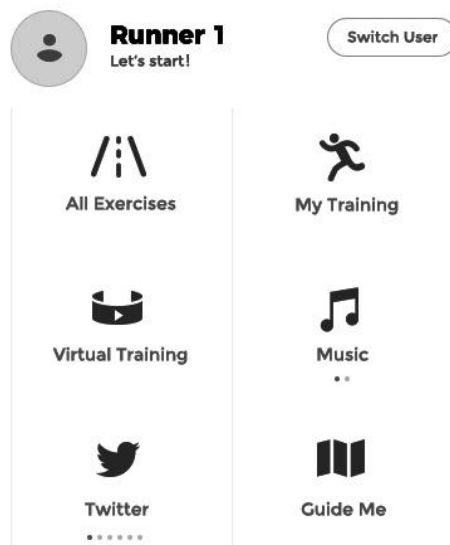 Runner 1
Let's start!
Switch User
All Exercises
My Training
Virtual Training
Music
Twitter
Guide Me